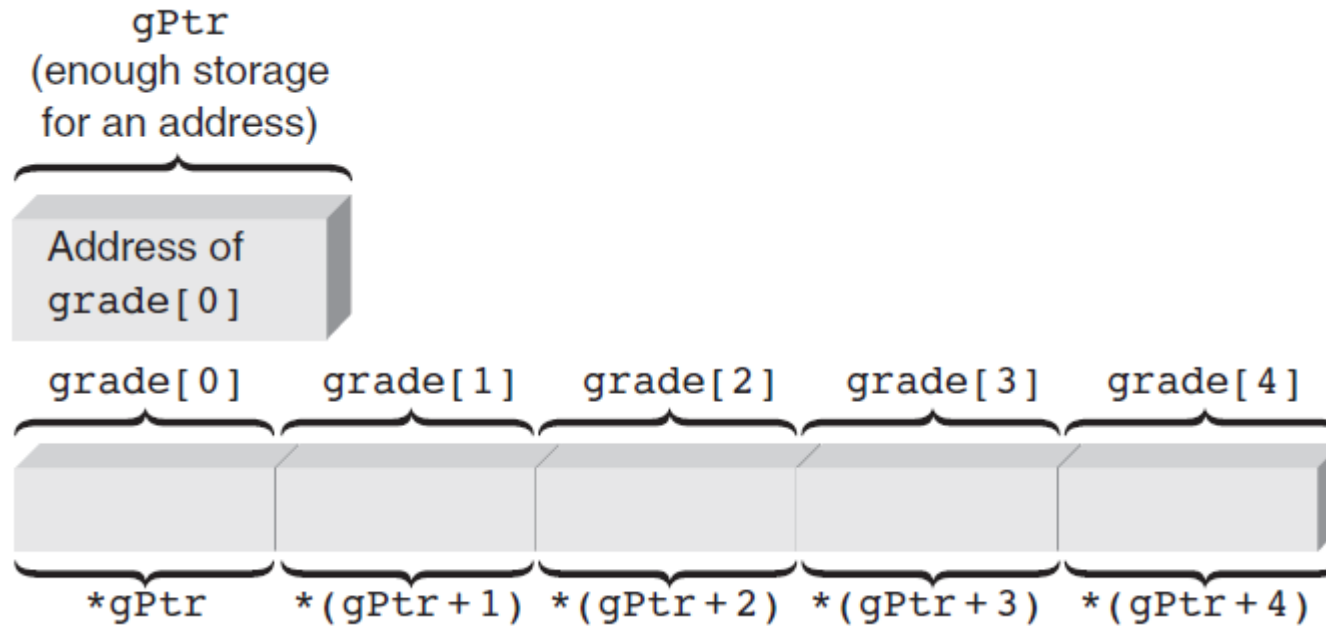 gPtr
(enough storage
for an address)
Address of
grade[0]
grade[0] grade[1] grade[2] grade[3] grade[4]
*gPtr *(gPtr+1) *(gPtr+2) *(gPtr+3) *(gPtr+4)